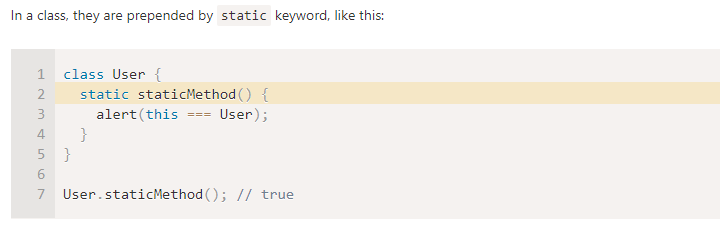 In a class, they are prepended by static keyword, like this:
1 class User {
2   static staticMethod() {
3     alert(this === User);
4   }
5 }
6
7 User.staticMethod(); // true